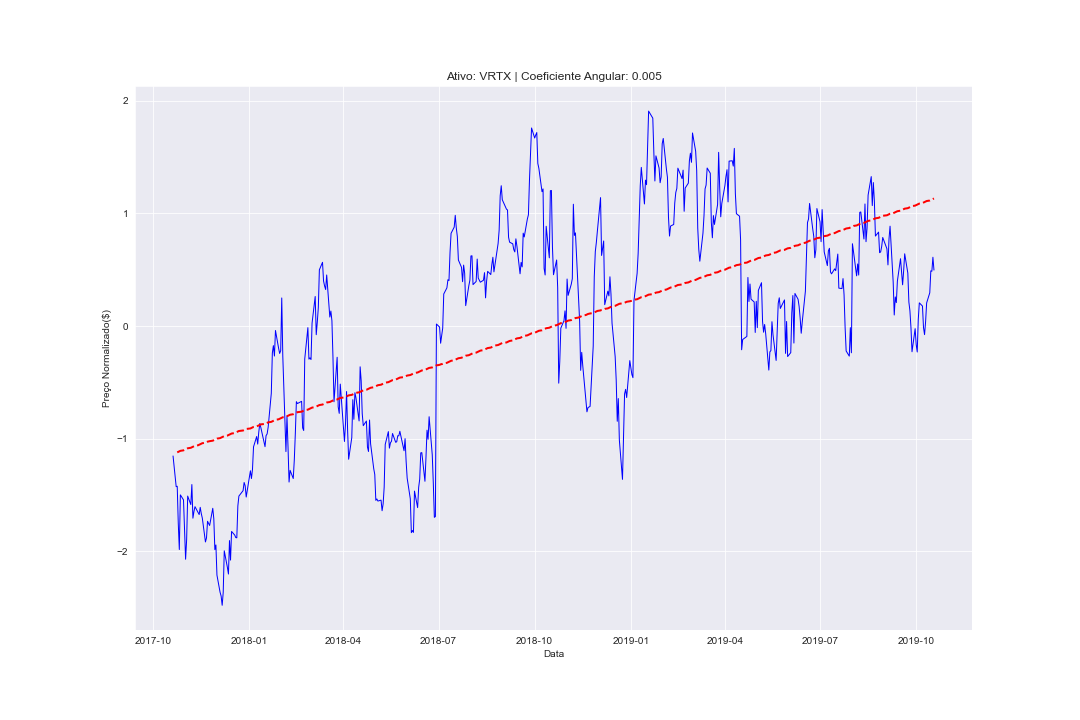 Ativo: VRTX | Coeficiente Angular: 0.005
2
1
0
−1
−2
Preço Normalizado($)
2017-10 2018-01 2018-04 2018-07 2018-10 2019-01 2019-04 2019-07 2019-10
Data